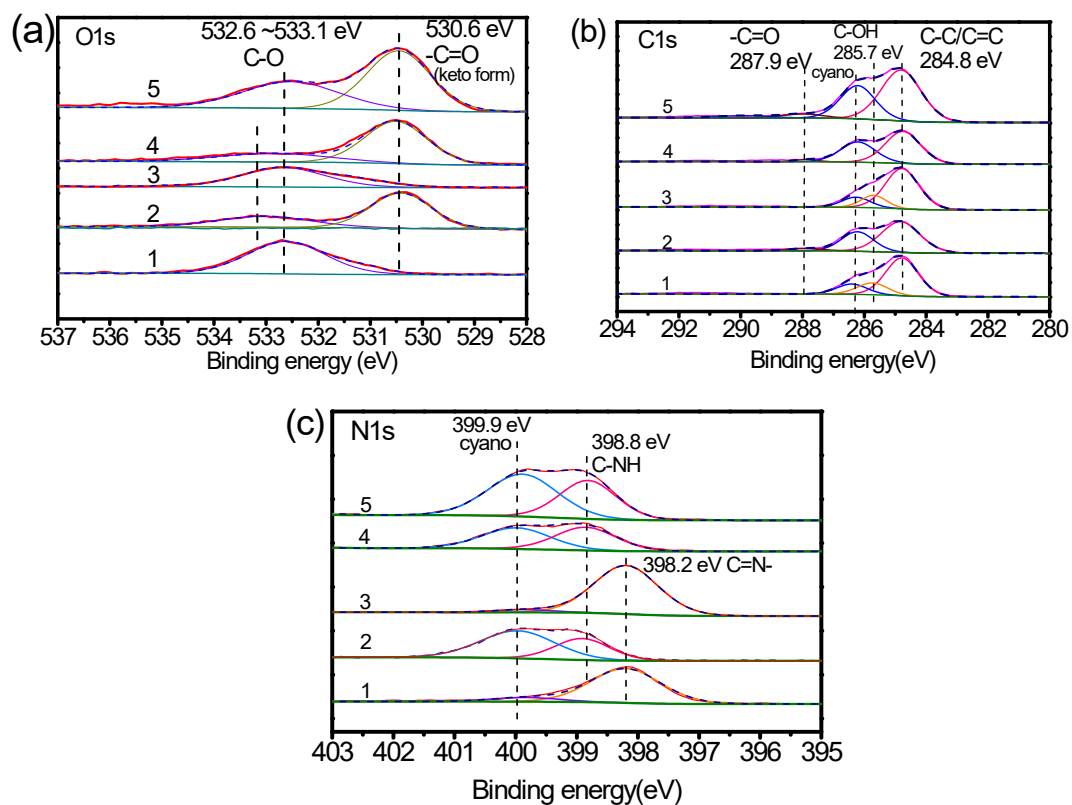 (a)
O1s
532.6 ~533.1 eV
C-O
530.6 eV
-C=O
(keto form)
5
4
3
2
1
537 536 535 534 533 532 531 530 529 528
Binding energy (eV)
(b)
C1s
-C=O
287.9 eV
cyano
C-OH
285.7 eV
C-C/C=C
284.8 eV
5
4
3
2
1
294 292 290 288 286 284 282 280
Binding energy(eV)
(c)
N1s
399.9 eV
cyano
398.8 eV
C-NH
5
4
398.2 eV C=N-
3
2
1
403 402 401 400 399 398 397 396 395
Binding energy(eV)